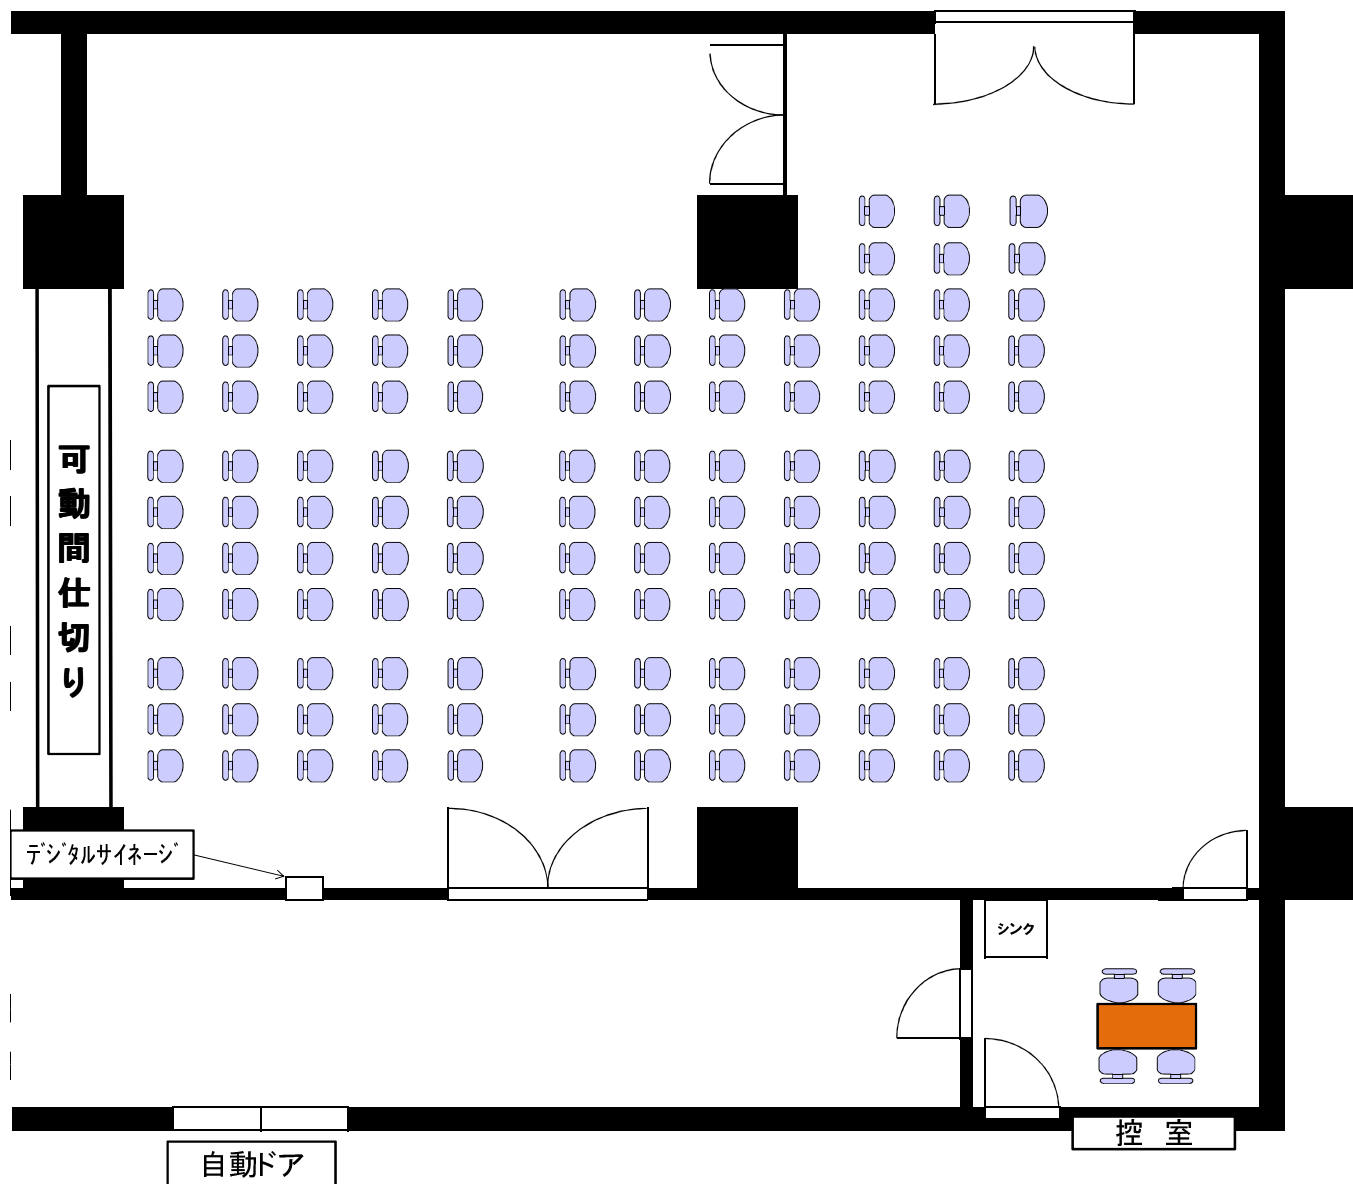 可動間仕切り
ﾃﾞｼﾞﾀﾙサイネｰｼﾞ
シンク
控　室
自動ドア